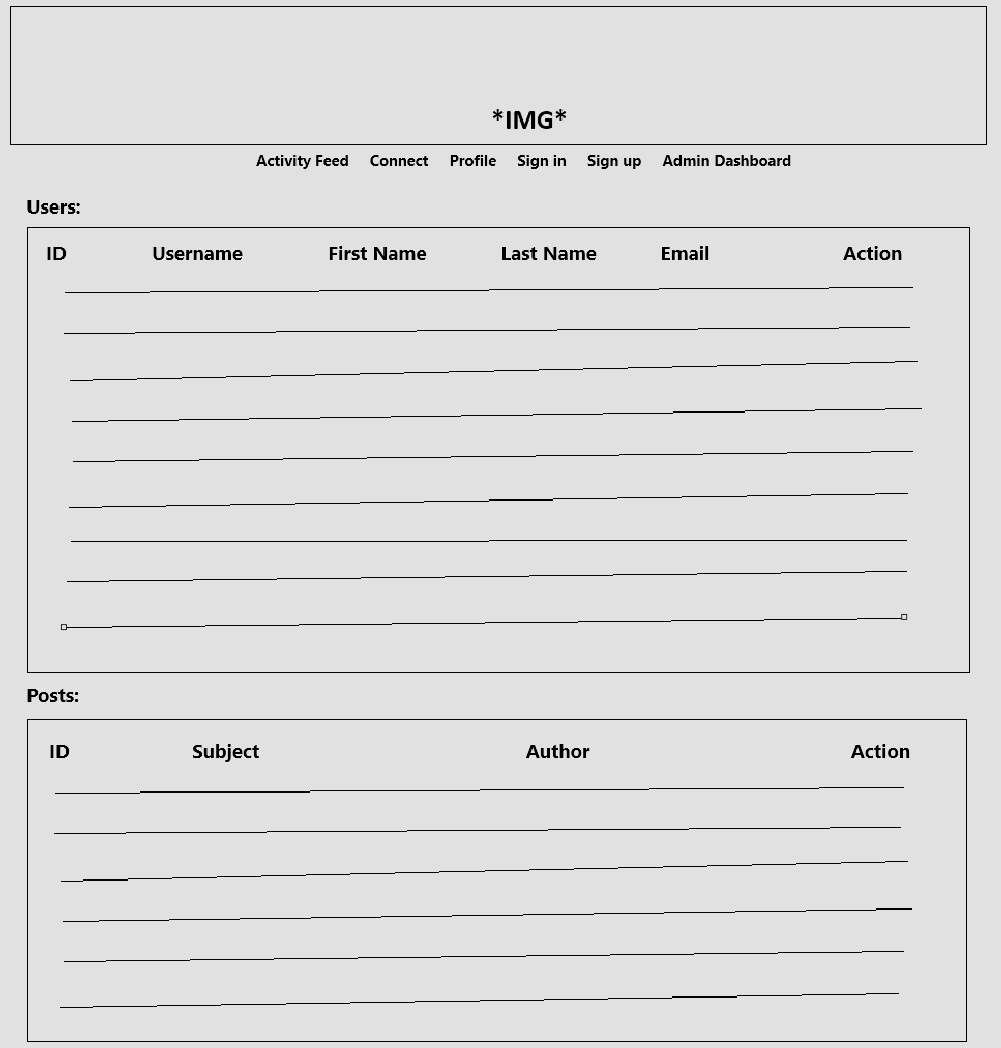 *IMG*
Activity Feed Connect Profile Sign in Sign up Admin Dashboard
Users:
ID Username First Name Last Name Email Action
Posts:
ID Subject Author Action